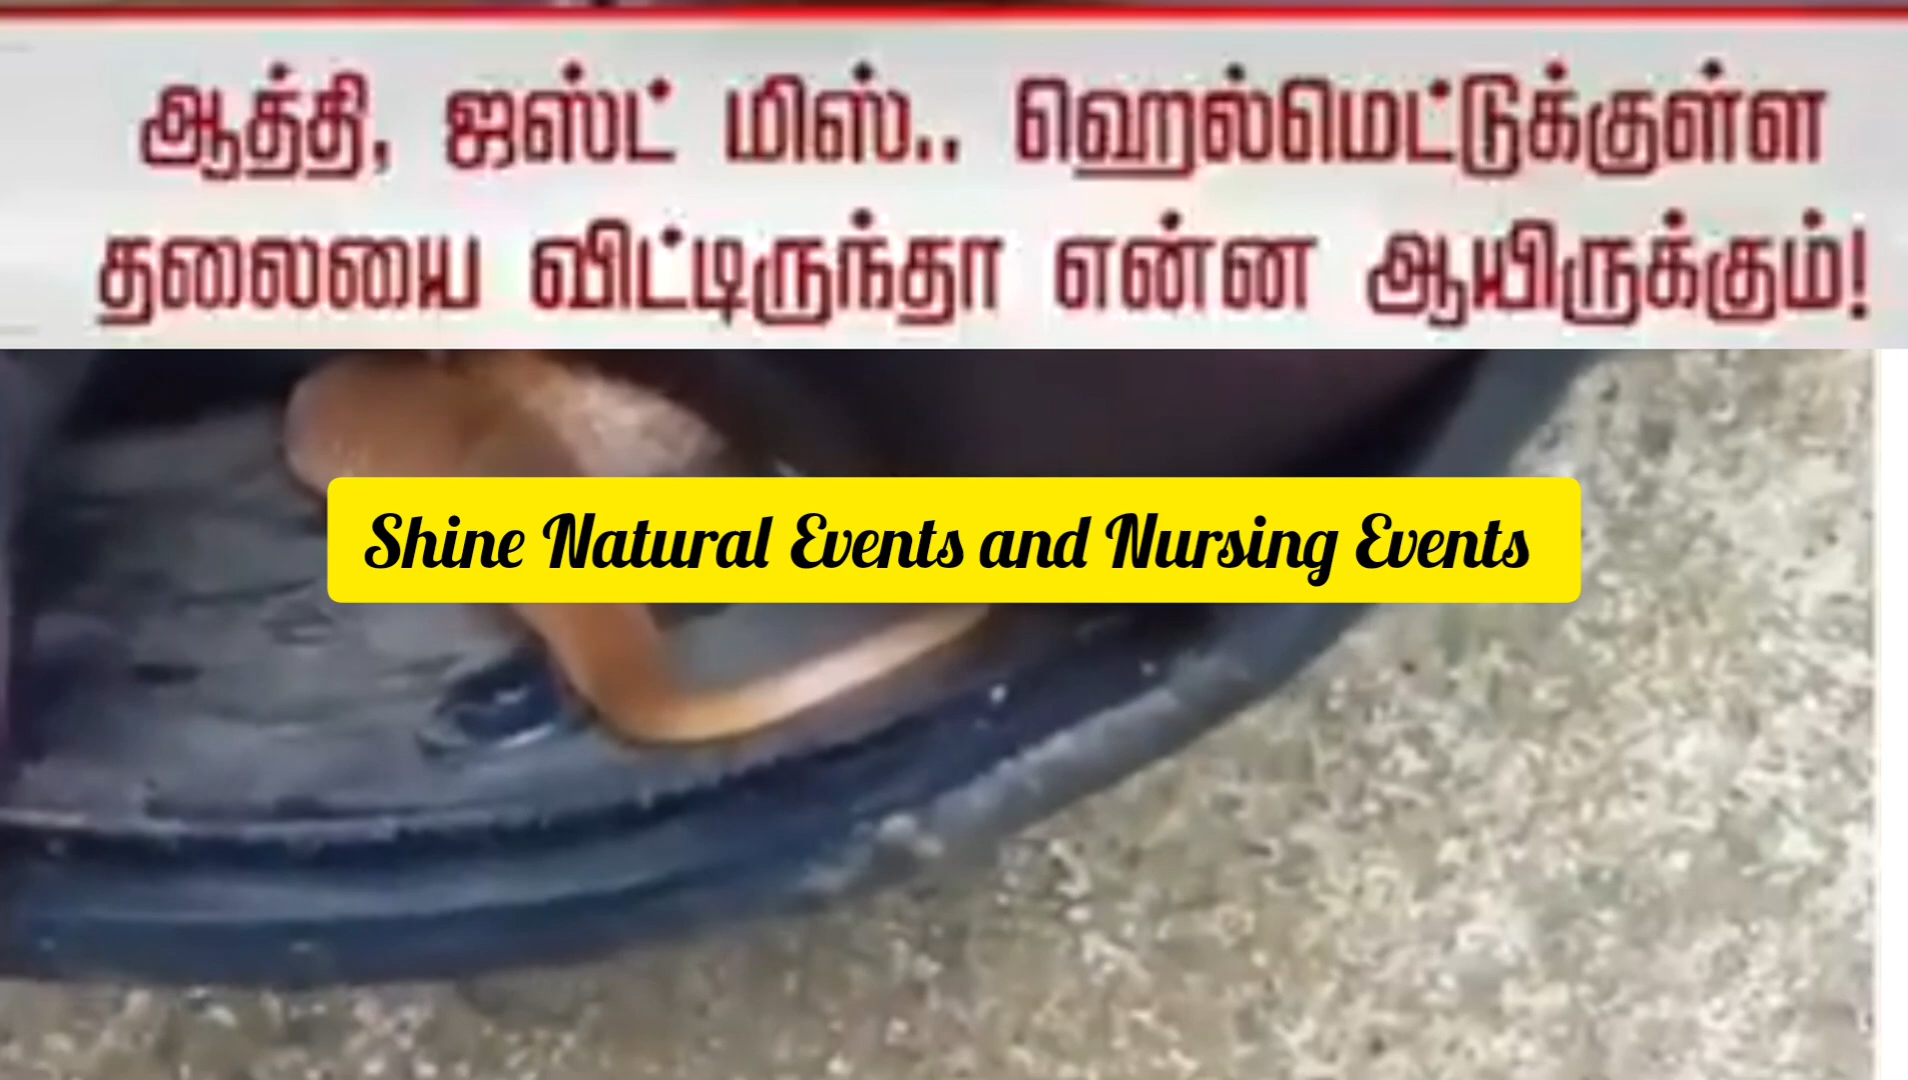 ஆத்தி, ஜஸ்ட் மிஸ்.. ஹெல்மெட்டுக்குள்ள
தலையை விட்டிருந்தா என்ன ஆயிருக்கும்!
Shine Natural Events and Nursing Events